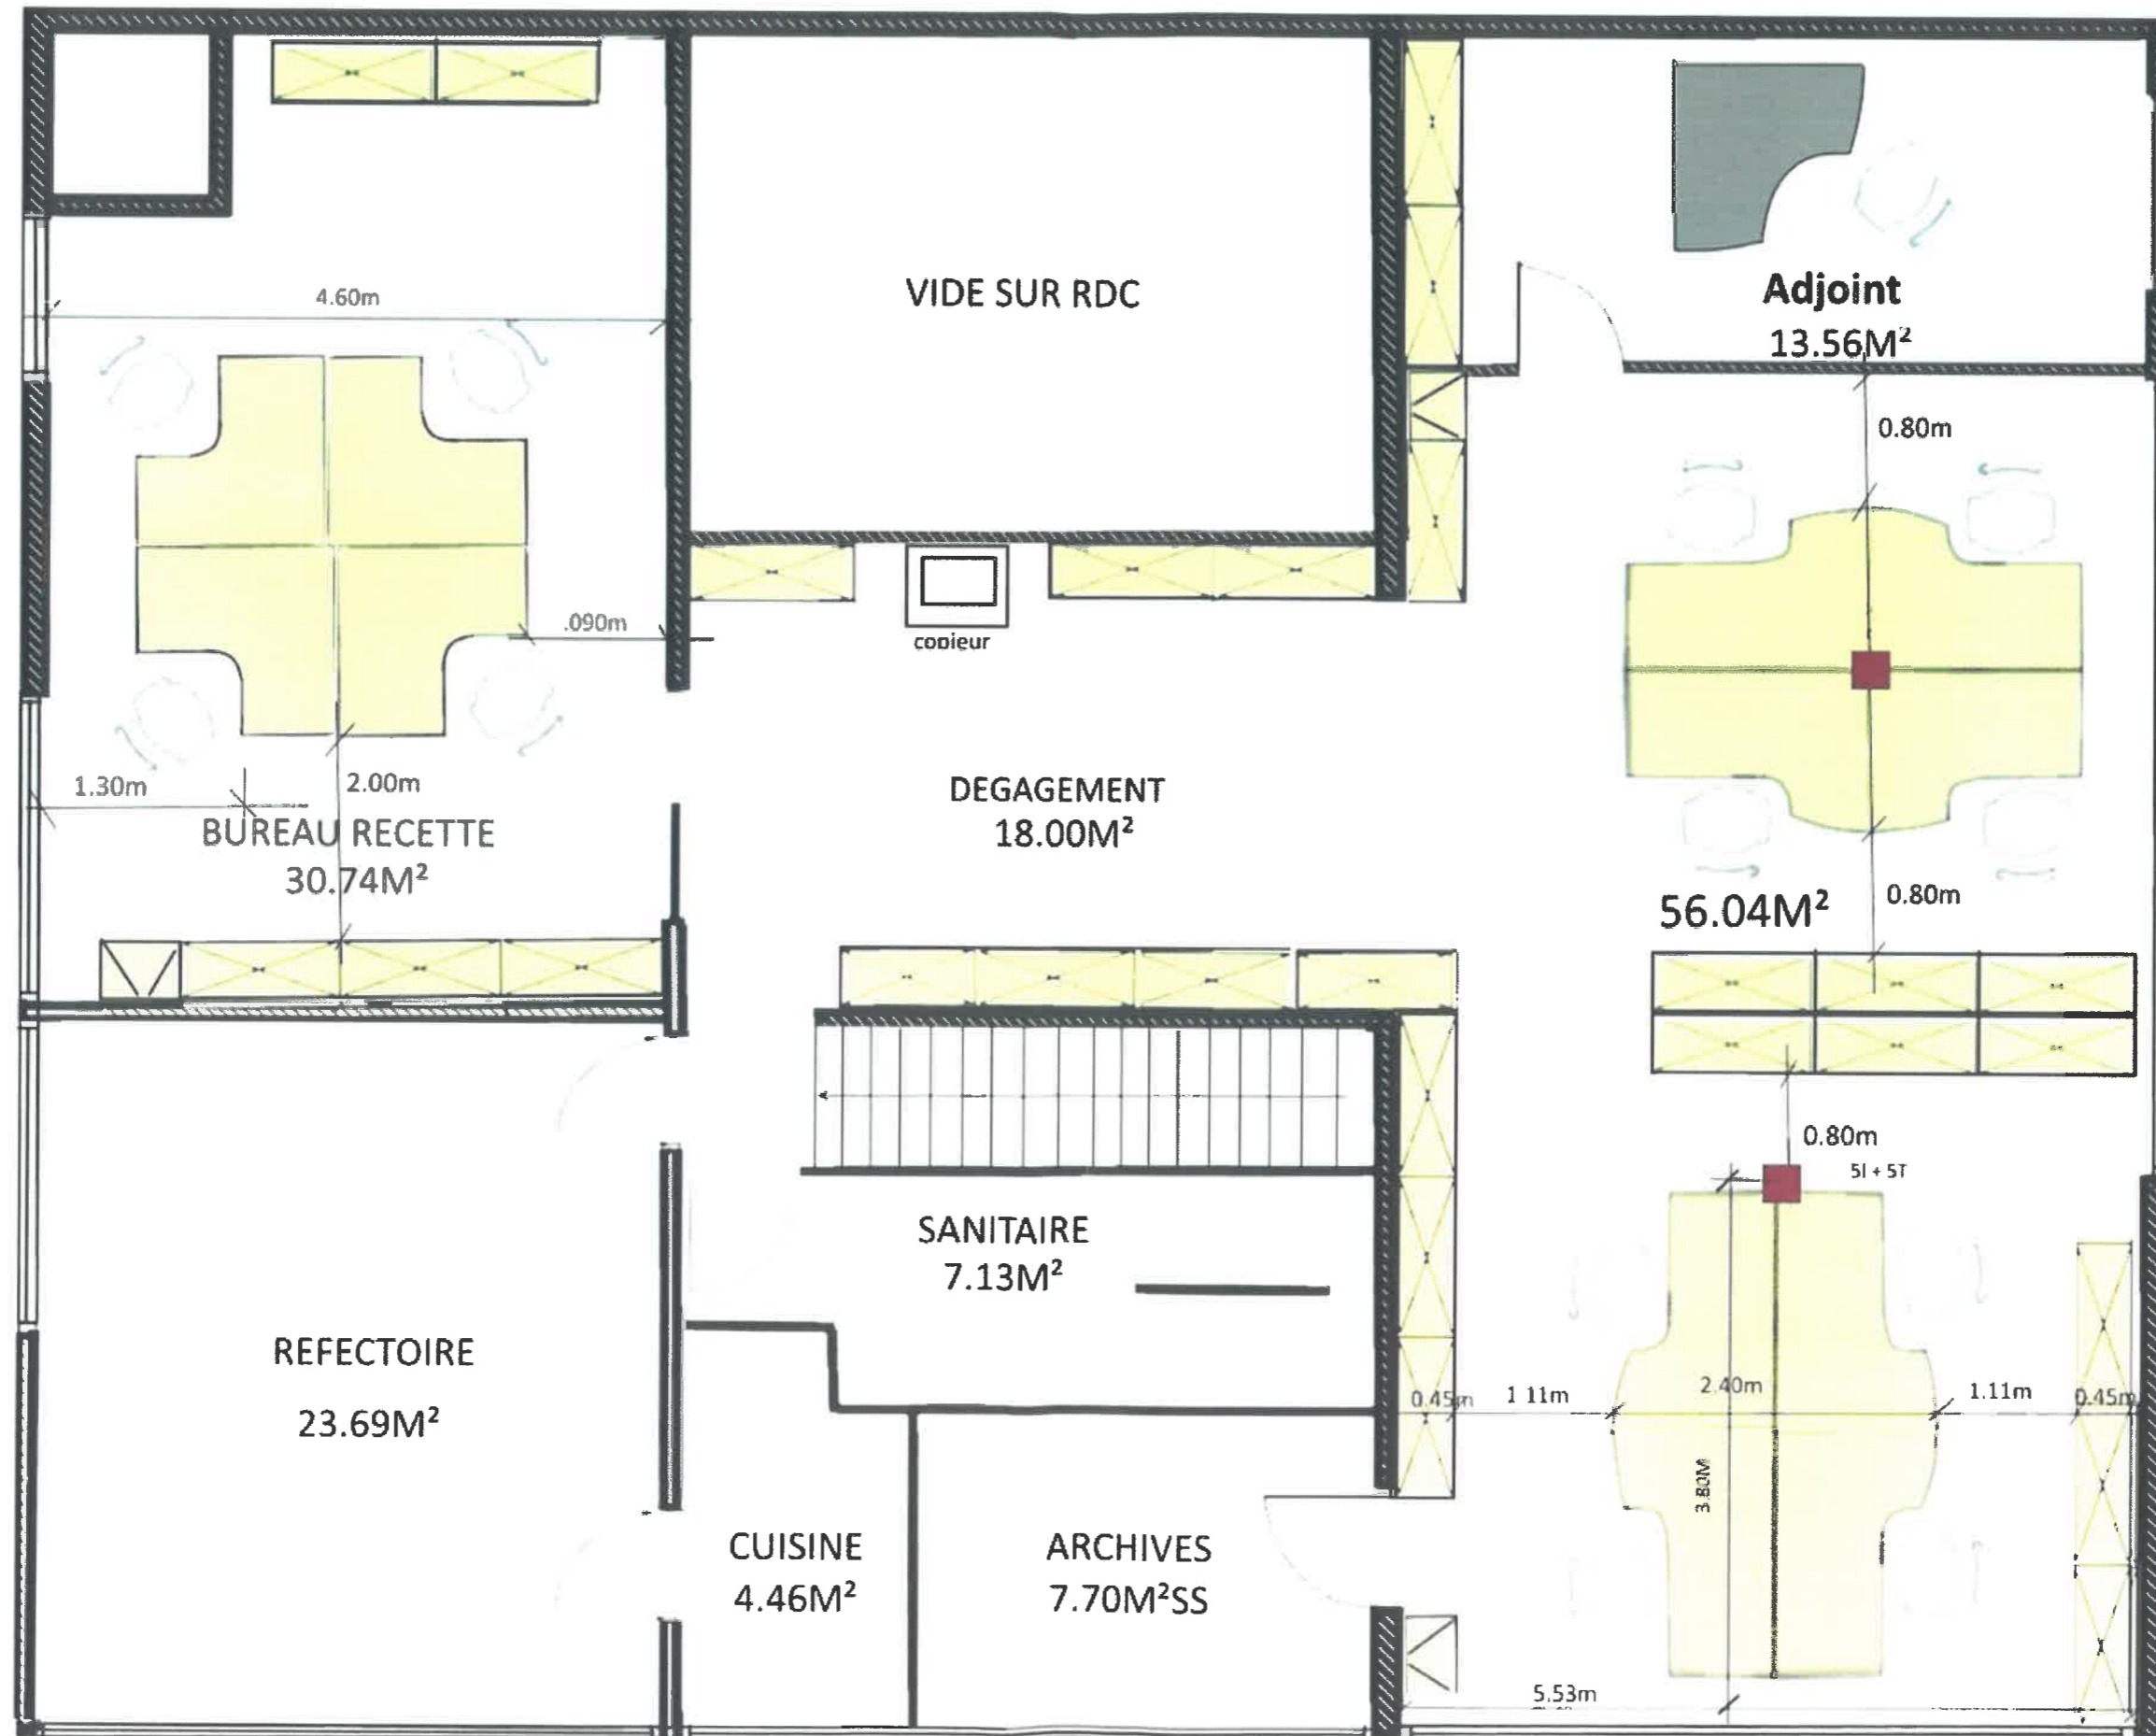 4.60m
VIDE SUR RDC
Adjoint
13.56M²
0.80m
.090m
copieur
1.30m
2.00m
BUREAU RECETTE
30.74M²
DEGAGEMENT
18.00M²
56.04M²
0.80m
0.80m
5I + 5T
SANITAIRE
7.13M²
REFECTOIRE
23.69M²
0.45m
1 11m
2.40m
1.11m
0.45m
3.80M
CUISINE
4.46M²
ARCHIVES
7.70M²SS
5.53m